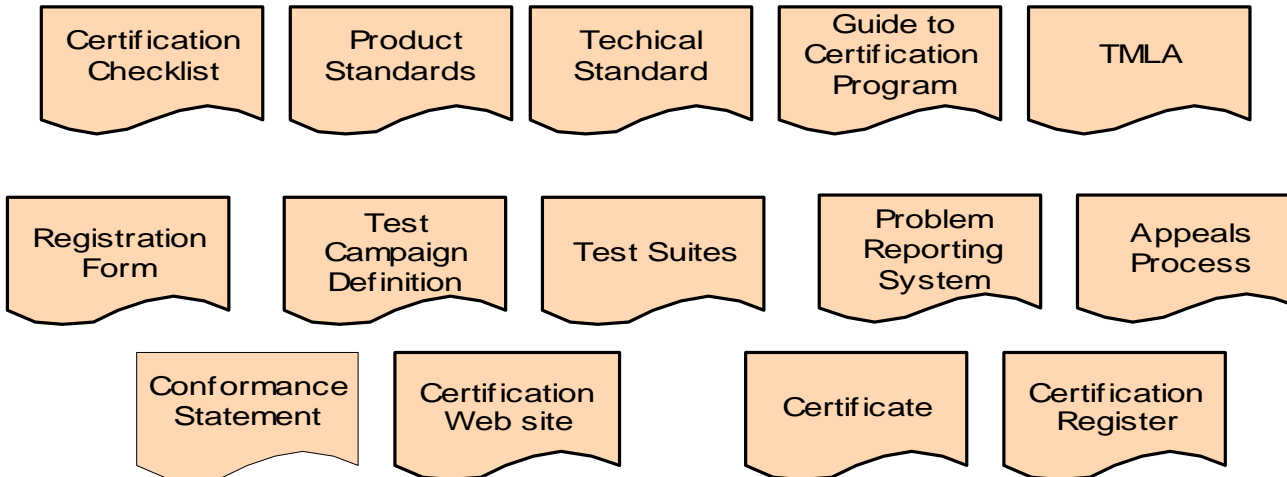 Certification
Checklist
Product
Standards
Techical
Standard
Guide to
Certification
Program
TMLA
Registration
Form
Test
Campaign
Definition
Test Suites
Problem
Reporting
System
Appeals
Process
Conformance
Statement
Certification
Web site
Certificate
Certification
Register